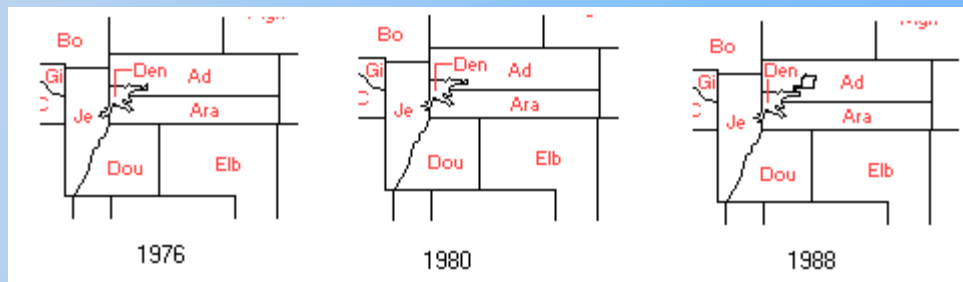 Bo
Gi
Den
Ad
Je
Ara
Dou
Elb
1976
Bo
Gi
Den
Ad
Je
Ara
Dou
Elb
1980
Bo
Gi
Den
Ad
Je
Ara
Dou
Elb
1988